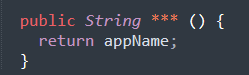 public String *** () {
return appName;
}